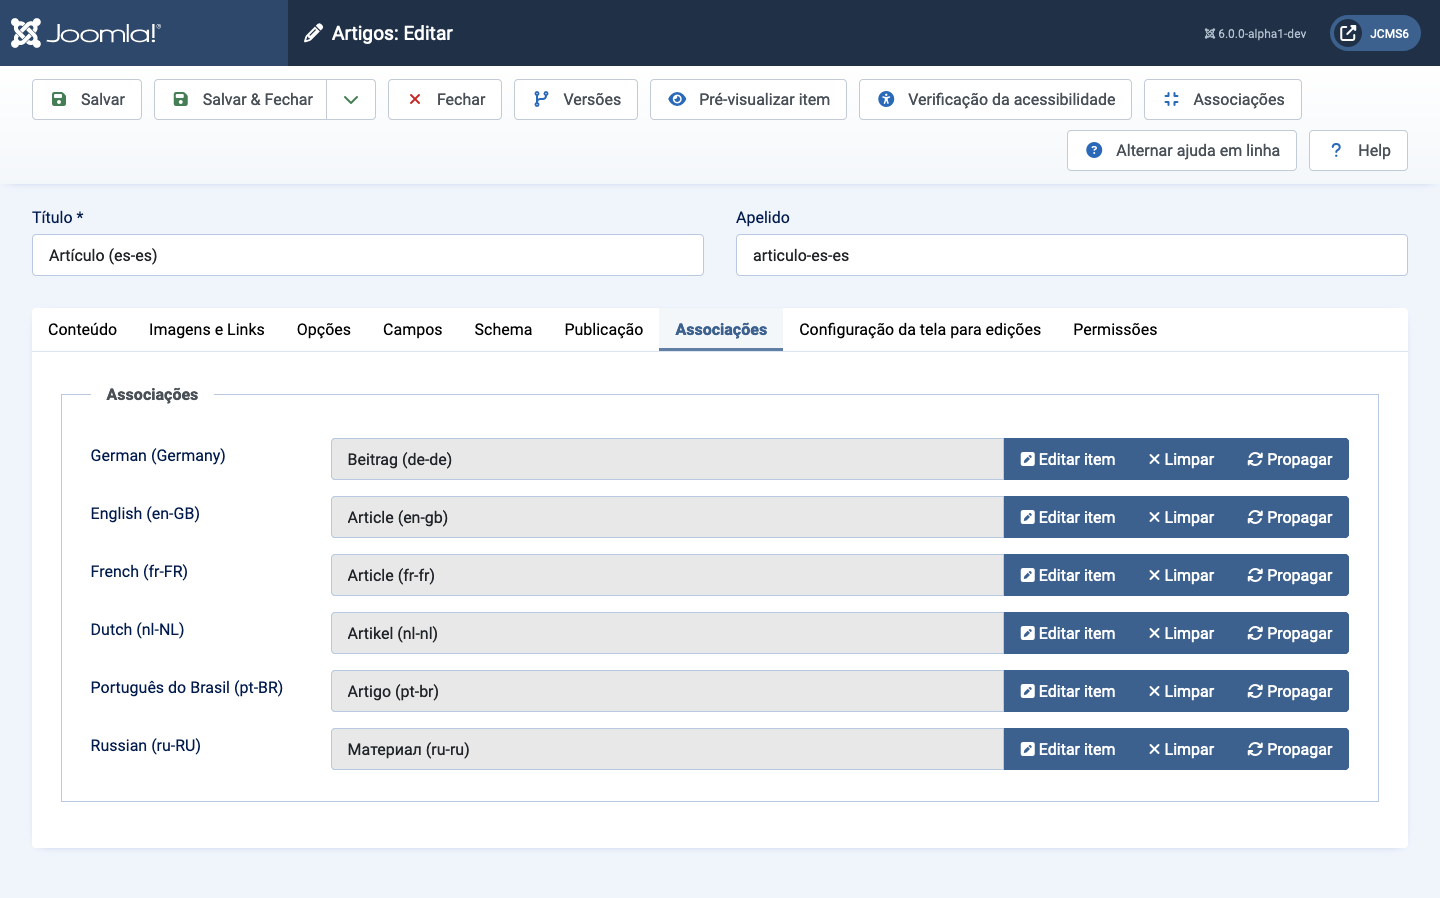 Joomla!®
Artigos: Editar
6.0.0-alpha1-dev
JCMS6
Salvar
Salvar & Fechar
Fechar
Versões
Pré-visualizar item
Verificação da acessibilidade
Associações
Alternar ajuda em linha
Help
Título *
Apelido
Artículo (es-es)
articulo-es-es
Conteúdo
Imagens e Links
Opções
Campos
Schema
Publicação
Associações
Configuração da tela para edições
Permissões
Associações
German (Germany)
Beitrag (de-de)
Editar item
Limpar
Propagar
English (en-GB)
Article (en-gb)
Editar item
Limpar
Propagar
French (fr-FR)
Article (fr-fr)
Editar item
Limpar
Propagar
Dutch (nl-NL)
Artikel (nl-nl)
Editar item
Limpar
Propagar
Português do Brasil (pt-BR)
Artigo (pt-br)
Editar item
Limpar
Propagar
Russian (ru-RU)
Материал (ru-ru)
Editar item
Limpar
Propagar